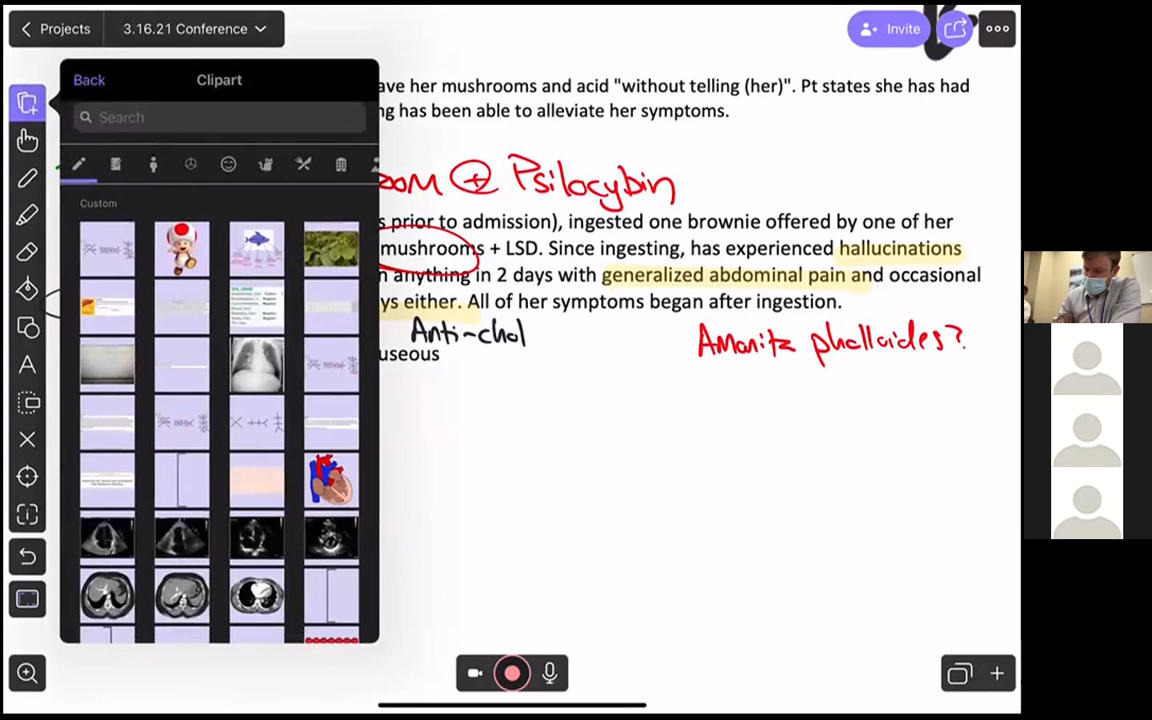 Projects
3.16.21 Conference
Invite
Back
Clipart
Search
Custom
ave her mushrooms and acid "without telling (her)". Pt states she has had
ng has been able to alleviate her symptoms.
oom + Psilocybin
s prior to admission), ingested one brownie offered by one of her
mushrooms + LSD. Since ingesting, has experienced hallucinations
n anything in 2 days with generalized abdominal pain and occasional
ys either. All of her symptoms began after ingestion.
Anti-chol
Amanita phalloides?
useous